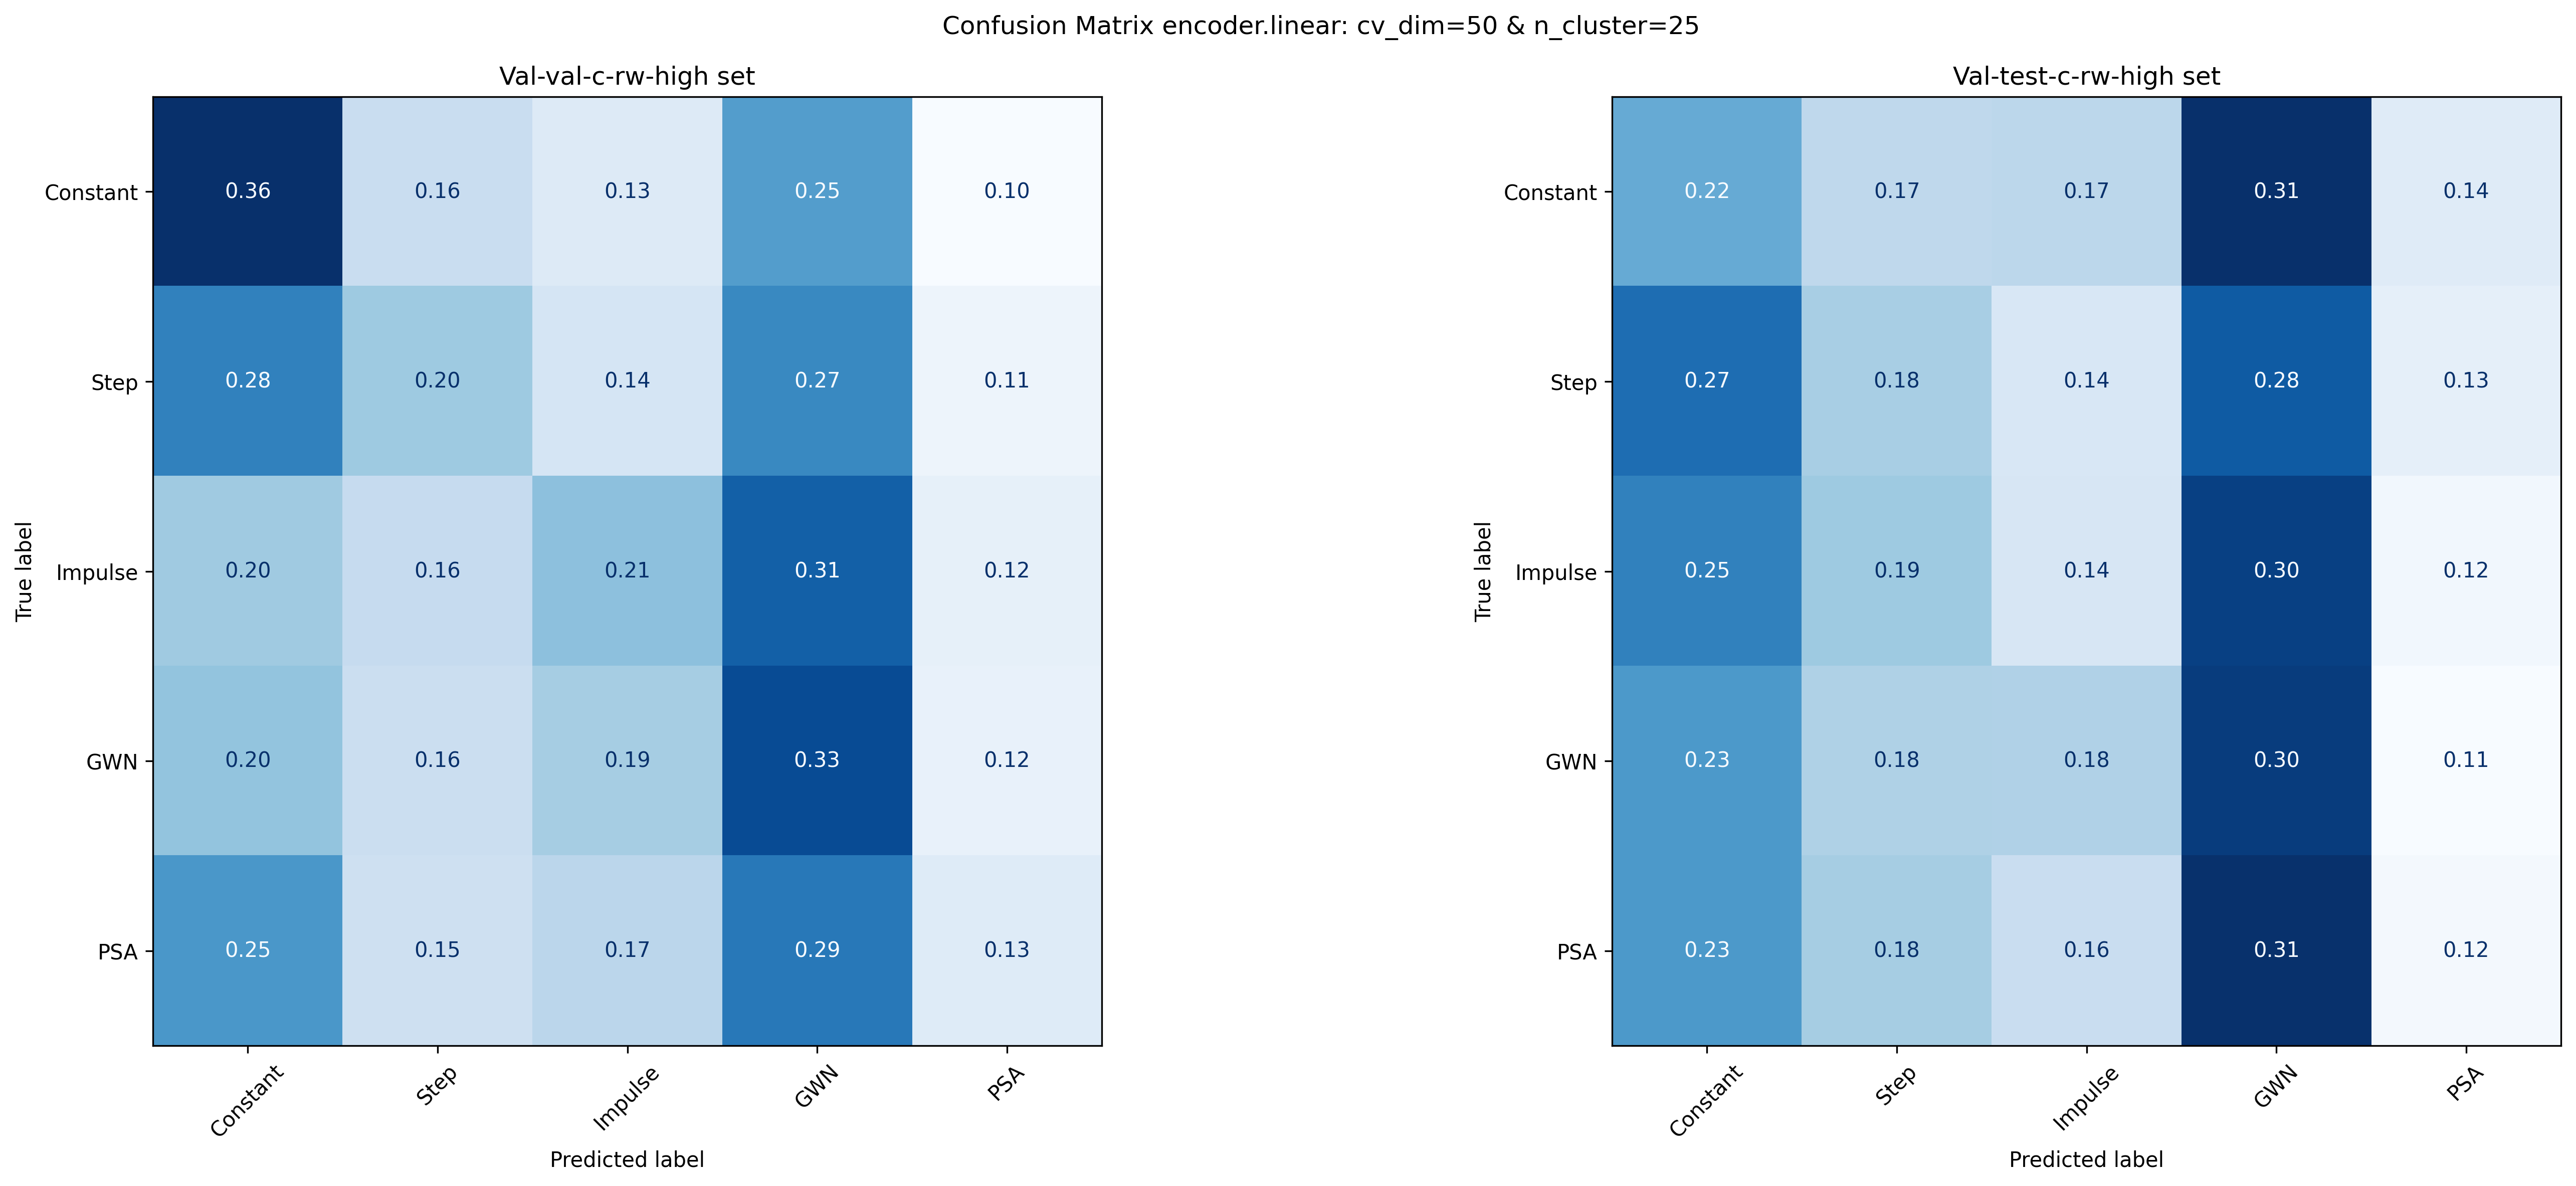 Confusion Matrix encoder.linear: cv_dim=50 & n_cluster=25
Val-val-c-rw-high set
True label
Constant 0.36 0.16 0.13 0.25 0.10
Step 0.28 0.20 0.14 0.27 0.11
Impulse 0.20 0.16 0.21 0.31 0.12
GWN 0.20 0.16 0.19 0.33 0.12
PSA 0.25 0.15 0.17 0.29 0.13
Constant Step Impulse GWN PSA
Predicted label
Val-test-c-rw-high set
True label
Constant 0.22 0.17 0.17 0.31 0.14
Step 0.27 0.18 0.14 0.28 0.13
Impulse 0.25 0.19 0.14 0.30 0.12
GWN 0.23 0.18 0.18 0.30 0.11
PSA 0.23 0.18 0.16 0.31 0.12
Constant Step Impulse GWN PSA
Predicted label